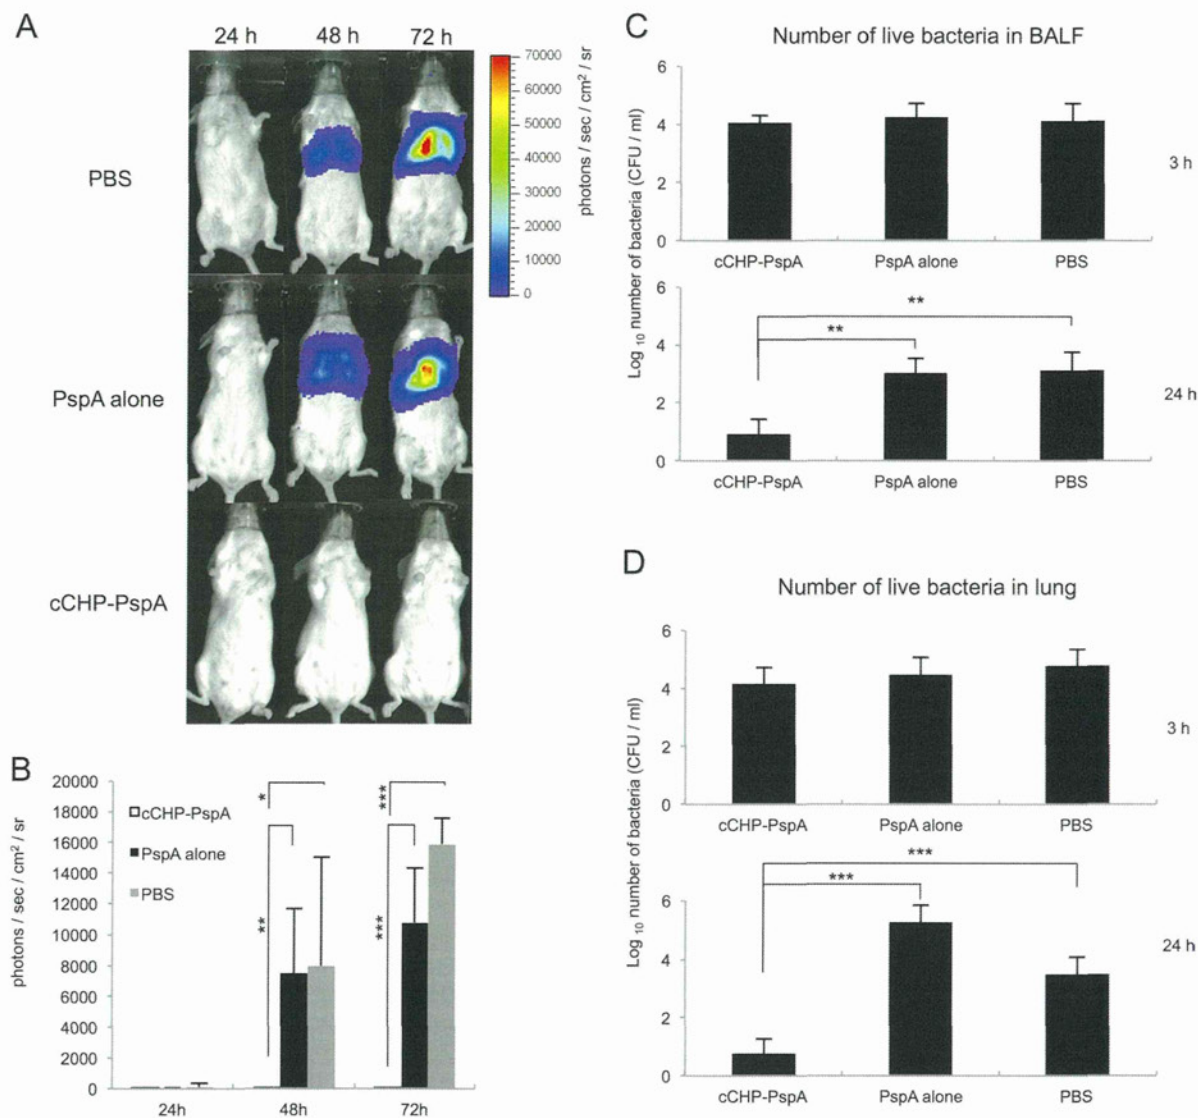 A
24 h 48 h 72 h
PBS
PspA alone
cCHP-PspA
70000
60000
50000
40000
30000
20000
10000
0
photons / sec / cm² / sr
B
photons / sec / cm² / sr
20000
18000
16000
14000
12000
10000
8000
6000
4000
2000
0
cCHP-PspA
PspA alone
PBS
*
**
***
***
24h 48h 72h
C
Number of live bacteria in BALF
Log 10 number of bacteria (CFU / ml)
6
4
2
0
cCHP-PspA PspA alone PBS
3 h
6
4
2
0
**
**
cCHP-PspA PspA alone PBS
24 h
D
Number of live bacteria in lung
Log 10 number of bacteria (CFU / ml)
6
4
2
0
cCHP-PspA PspA alone PBS
3 h
***
***
6
4
2
0
cCHP-PspA PspA alone PBS
24 h